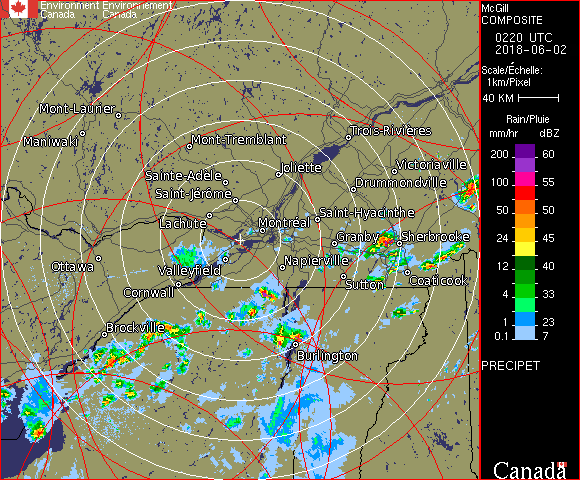 Environment Environnement
Canada Canada
McGill
COMPOSITE
0220 UTC
2018-06-02
Scale/Échelle:
1km/Pixel
40 KM
Rain/Pluie
mm/hr dBZ
200 60
100 55
50 50
24 45
12 40
4 33
1 23
0.1 7
PRECIPET
Canada
Mont-Laurier
Maniwaki
Mont-Tremblant
Trois-Rivières
Sainte-Adèle
Joliette
Victoriaville
Saint-Jérôme
Drummondville
Lachute
Montréal
Saint-Hyacinthe
Granby
Sherbrooke
Ottawa
Valleyfield
Napierville
Cornwall
Sutton
Coaticook
Brockville
Burlington